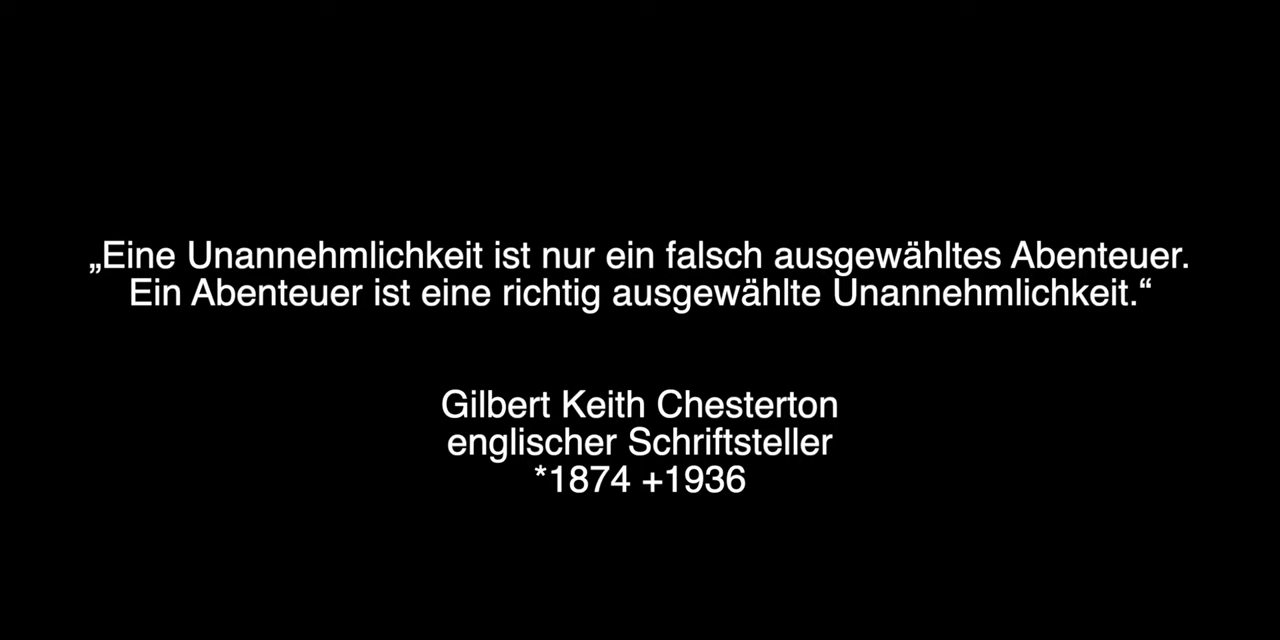 „Eine Unannehmlichkeit ist nur ein falsch ausgewähltes Abenteuer.
Ein Abenteuer ist eine richtig ausgewählte Unannehmlichkeit.“
Gilbert Keith Chesterton
englischer Schriftsteller
*1874 +1936